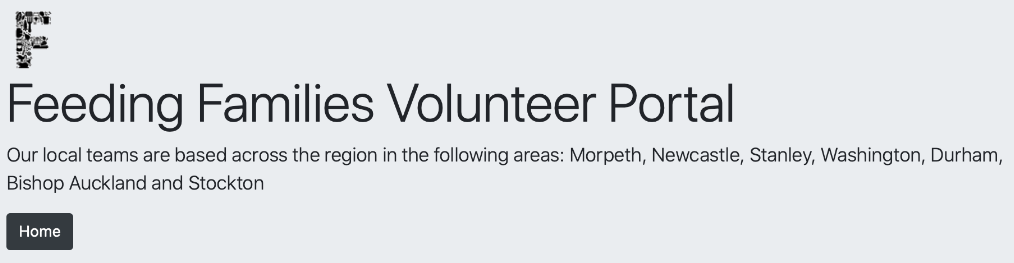 F
Feeding Families Volunteer Portal
Our local teams are based across the region in the following areas: Morpeth, Newcastle, Stanley, Washington, Durham,
Bishop Auckland and Stockton
Home